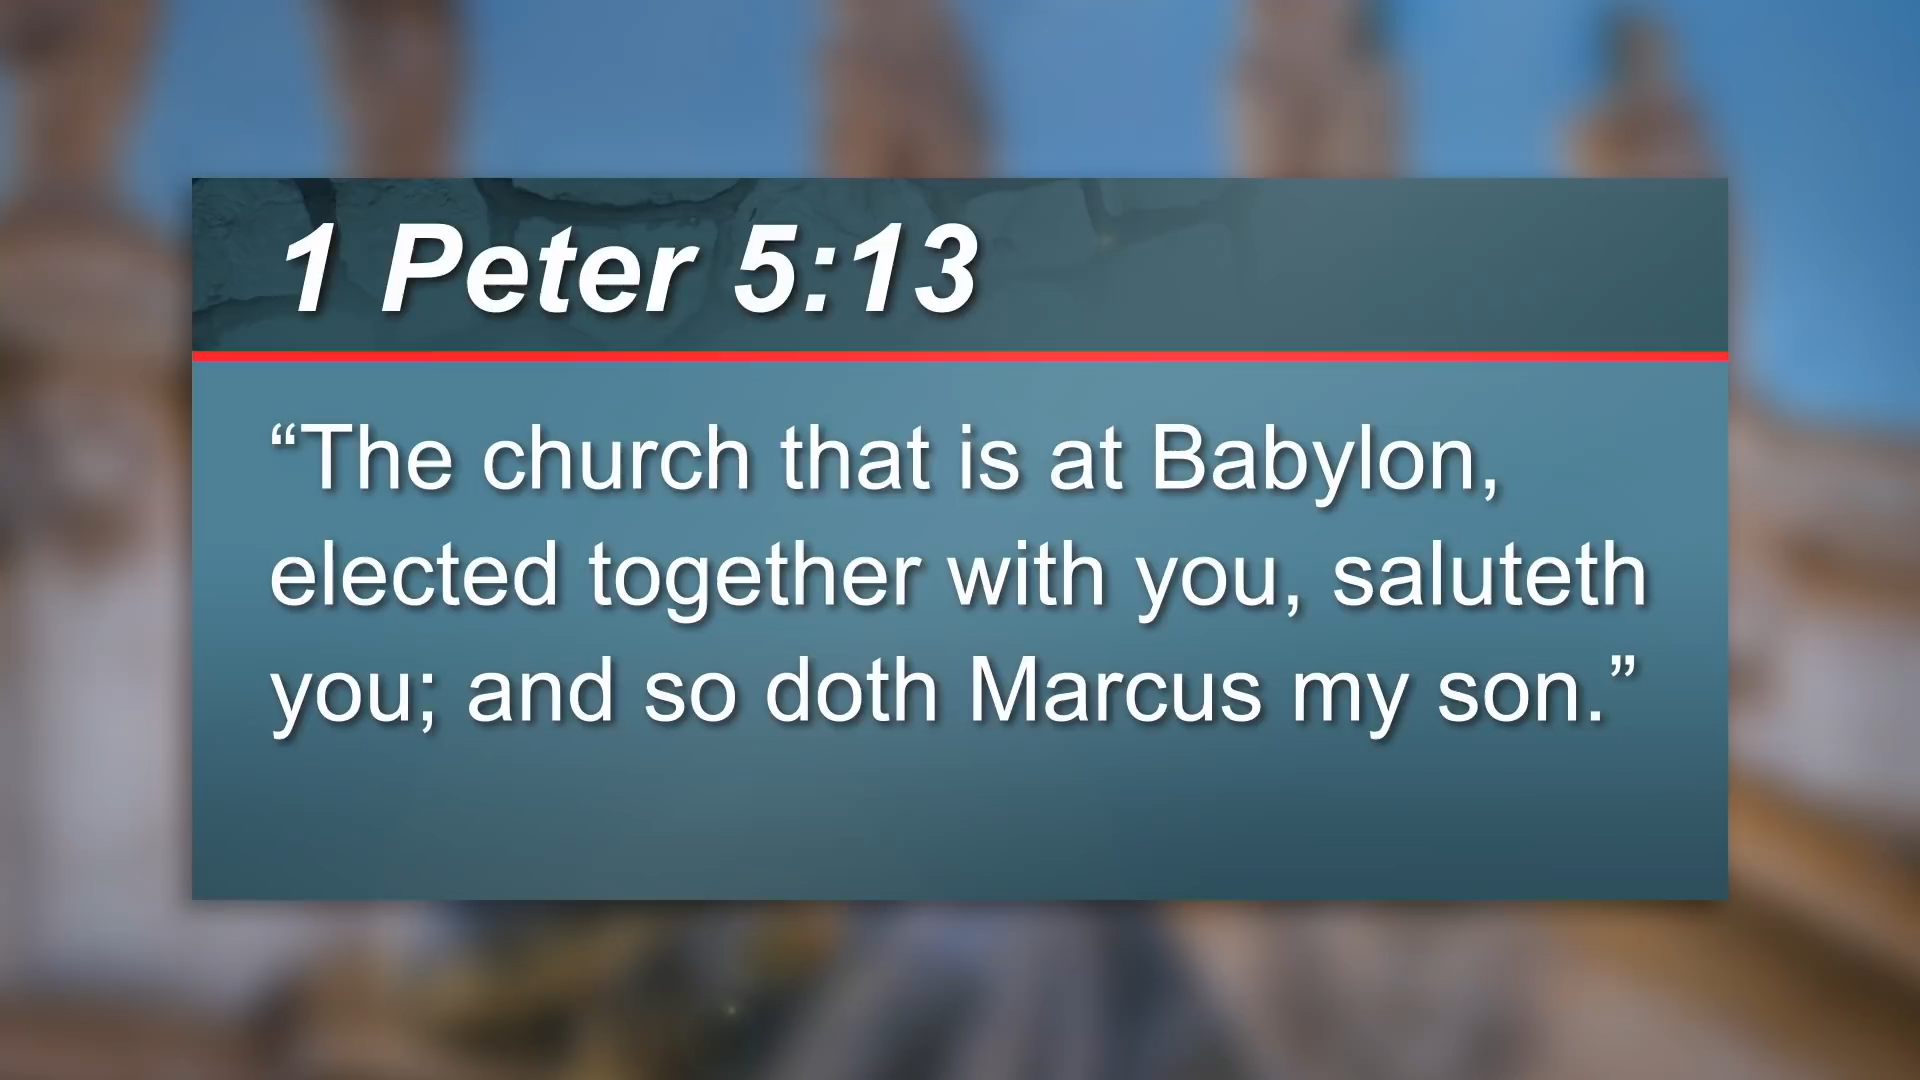 1 Peter 5:13
“The church that is at Babylon,
elected together with you, saluteth
you; and so doth Marcus my son.”